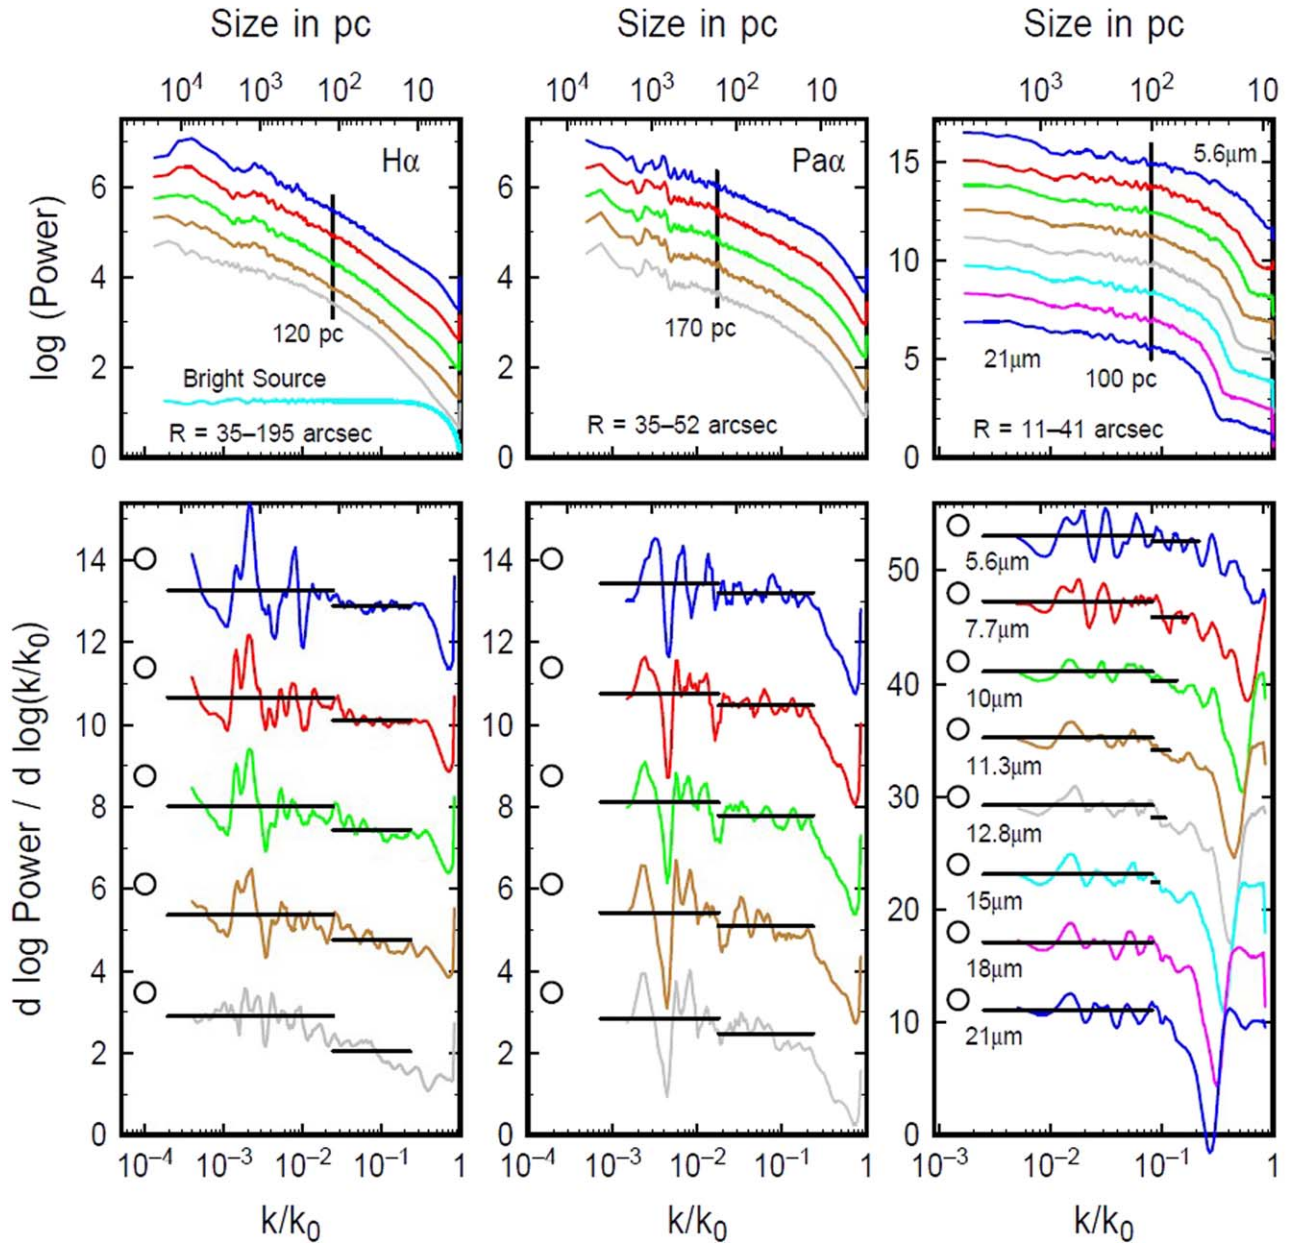 Size in pc
Size in pc
Size in pc
10⁴ 10³ 10² 10
10⁴ 10³ 10² 10
10³ 10² 10
log (Power)
6
4
2
0
Hα
120 pc
Bright Source
R = 35–195 arcsec
6
4
2
0
Paα
170 pc
R = 35–52 arcsec
15
10
5
0
5.6μm
21μm
100 pc
R = 11–41 arcsec
d log Power / d log(k/k₀)
14
12
10
8
6
4
2
0
14
12
10
8
6
4
2
0
50
40
30
20
10
0
5.6μm
7.7μm
10μm
11.3μm
12.8μm
15μm
18μm
21μm
10⁻⁴ 10⁻³ 10⁻² 10⁻¹ 1
10⁻³ 10⁻² 10⁻¹ 1
10⁻³ 10⁻² 10⁻¹ 1
k/k₀
k/k₀
k/k₀